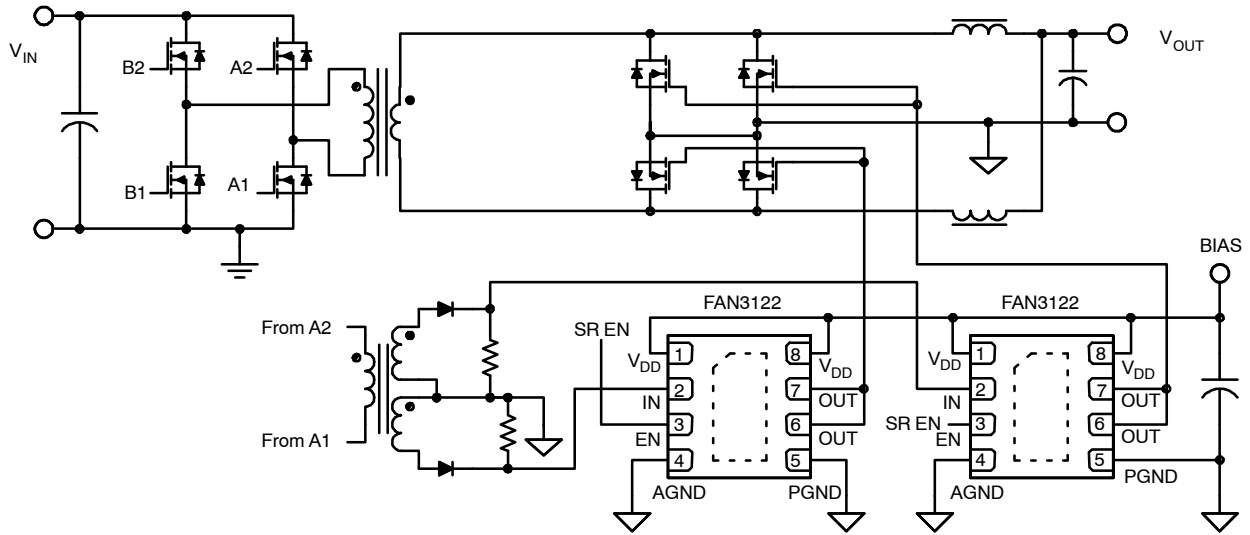 V_IN
B2
A2
B1
A1
V_OUT
BIAS
From A2
From A1
FAN3122
SR EN
1
V_DD
2
IN
3
EN
4
AGND
8
V_DD
7
OUT
6
OUT
5
PGND
FAN3122
1
V_DD
2
IN
SR EN
3
EN
4
AGND
8
V_DD
7
OUT
6
OUT
5
PGND